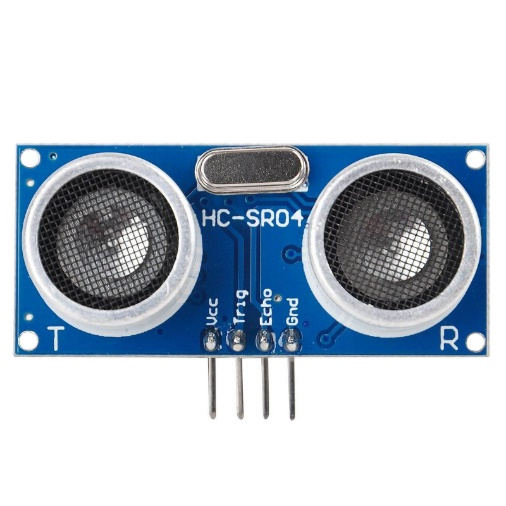 HC-SR04
Vcc
Trig
Echo
Gnd
T
R